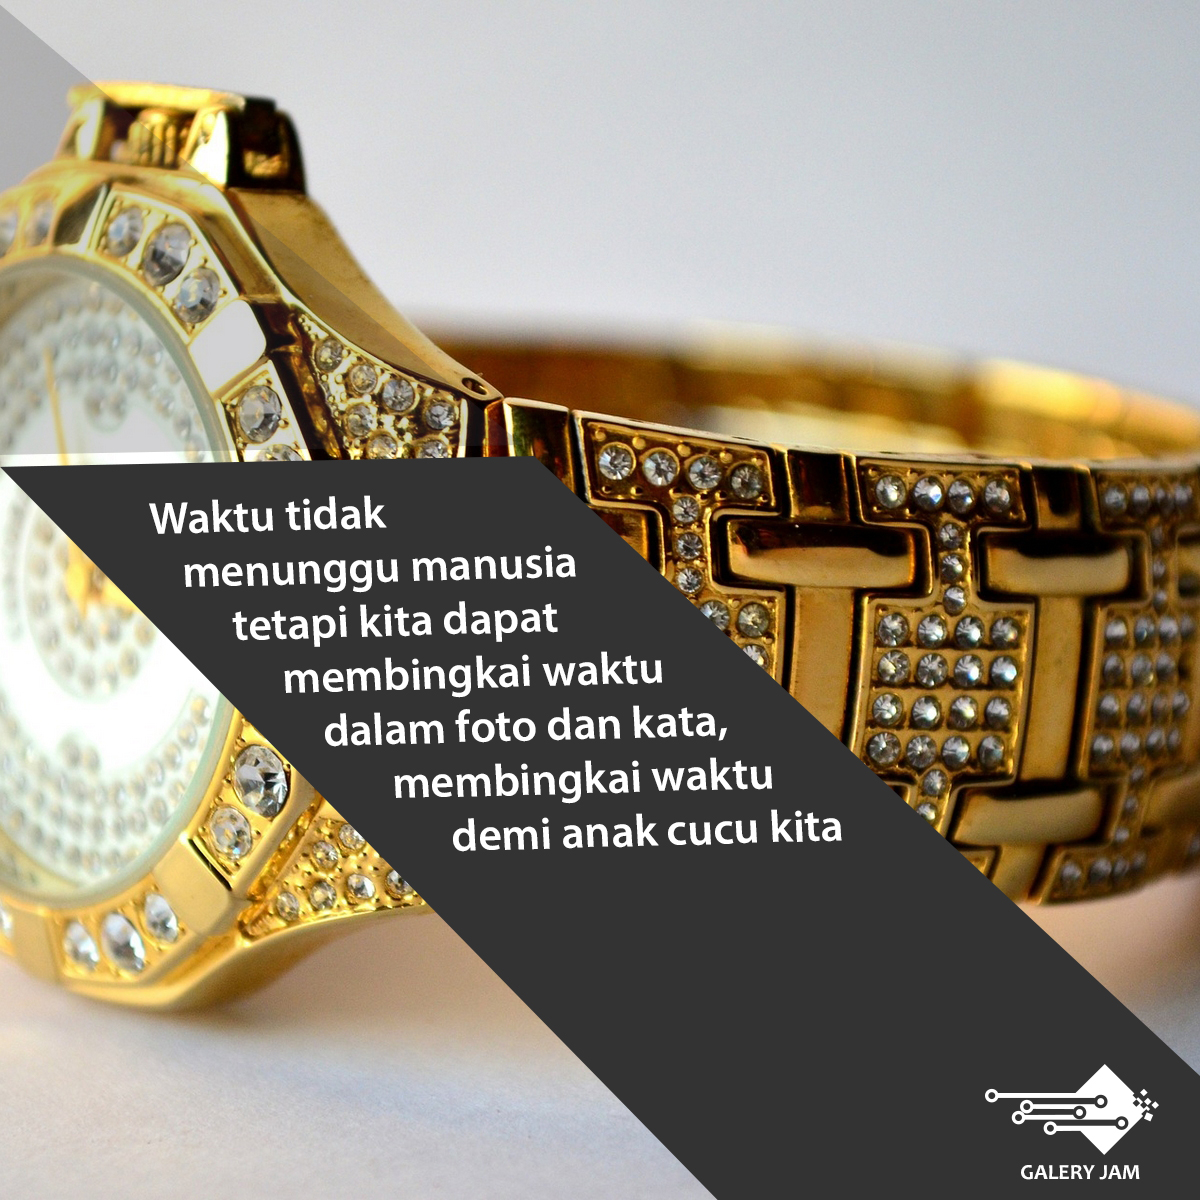 Waktu tidak
menunggu manusia
tetapi kita dapat
membingkai waktu
dalam foto dan kata,
membingkai waktu
demi anak cucu kita
GALERY JAM